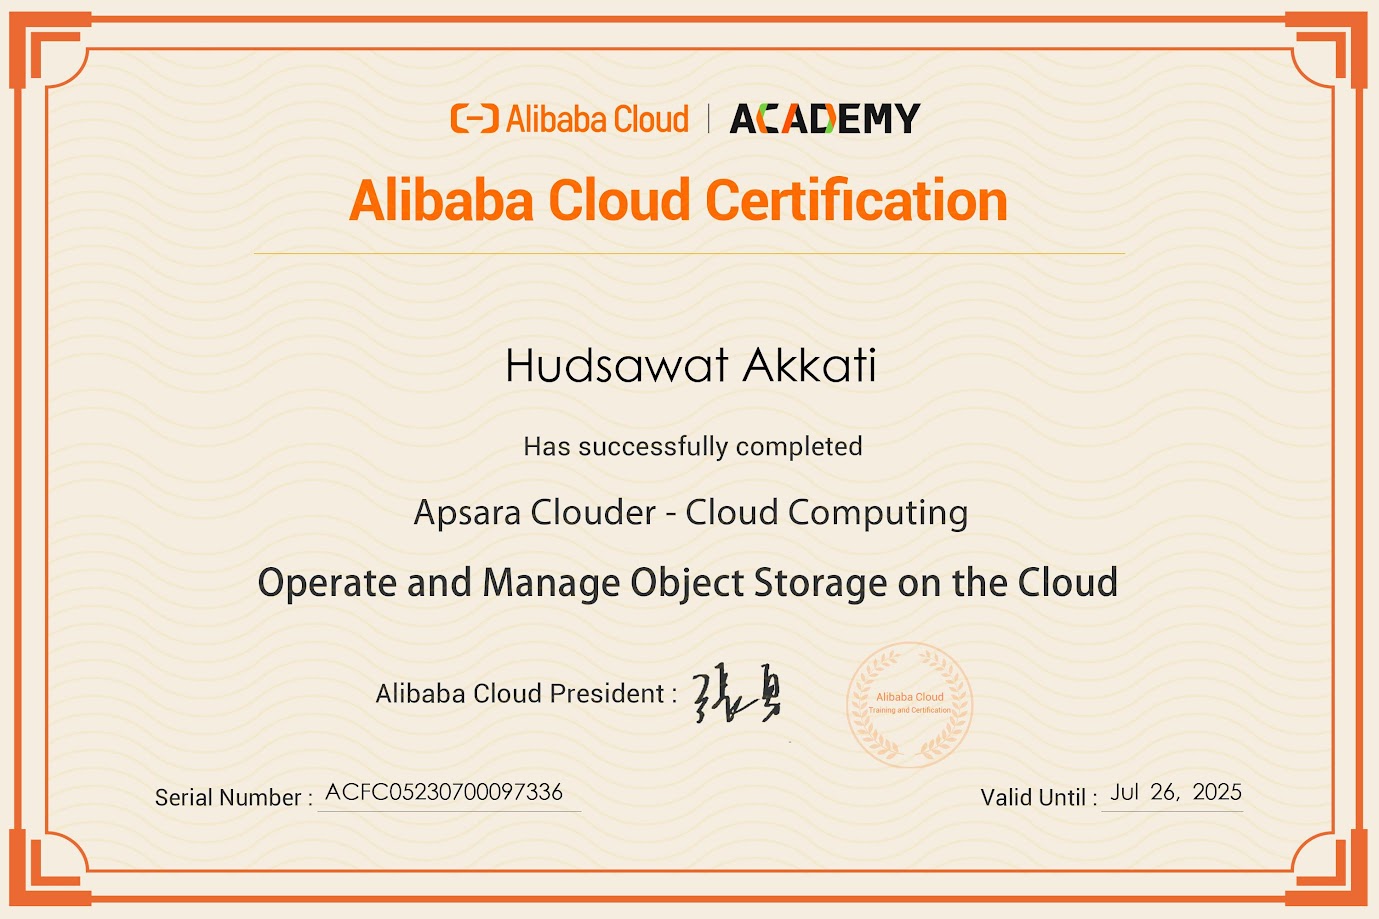 Alibaba Cloud | ACADEMY
Alibaba Cloud Certification
Hudsawat Akkati
Has successfully completed
Apsara Clouder - Cloud Computing
Operate and Manage Object Storage on the Cloud
Alibaba Cloud President :
Alibaba Cloud
Training and Certification
Serial Number : ACFC05230700097336
Valid Until : Jul 26, 2025